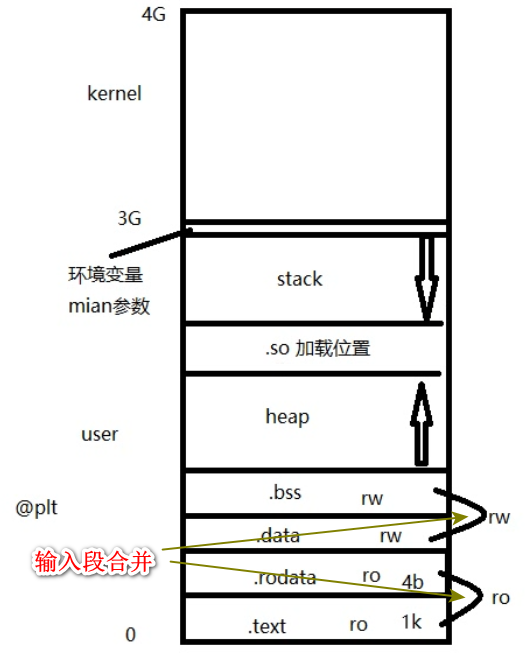 4G
kernel
3G
环境变量
mian参数
stack
.so 加载位置
heap
user
.bss rw
@plt
rw
.data rw
输入段合并
.rodata ro 4b
ro
.text ro 1k
0